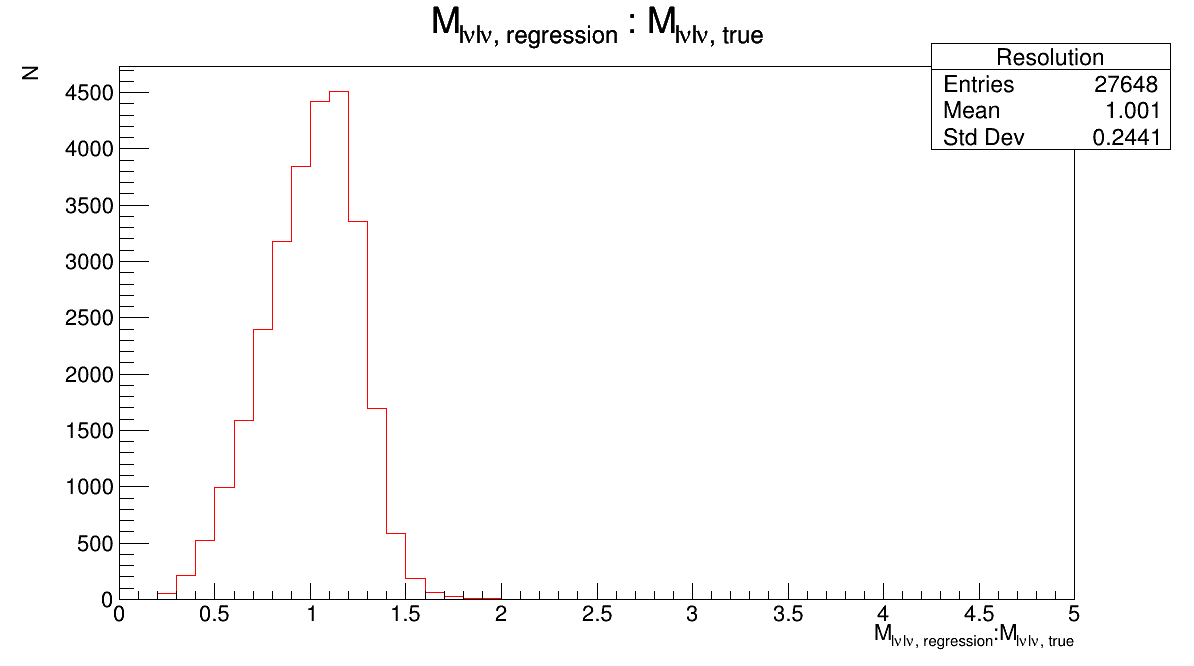 M_lνlν, regression : M_lνlν, true
N
Resolution
Entries 27648
Mean 1.001
Std Dev 0.2441
4500
4000
3500
3000
2500
2000
1500
1000
500
0
0 0.5 1 1.5 2 2.5 3 3.5 4 4.5 5
M_lνlν, regression:M_lνlν, true